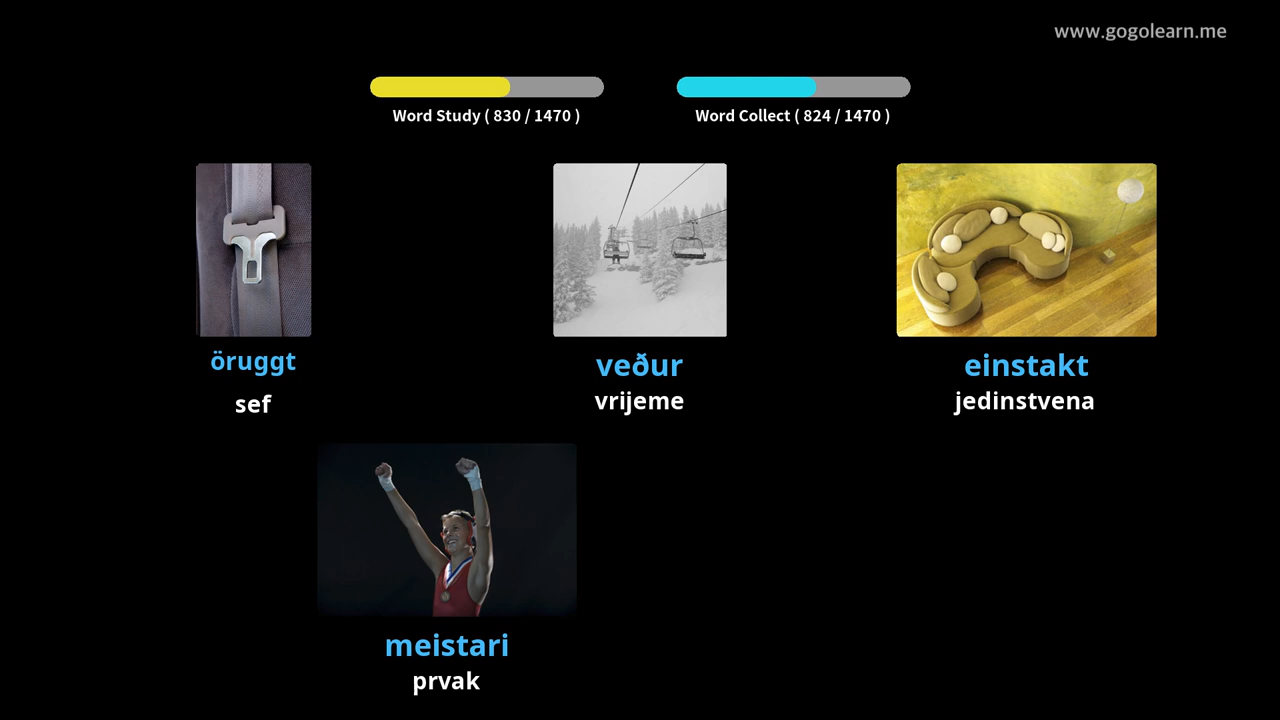 www.gogolearn.me
Word Study ( 830 / 1470 )
Word Collect ( 824 / 1470 )
öruggt
sef
veður
vrijeme
einstakt
jedinstvena
meistari
prvak